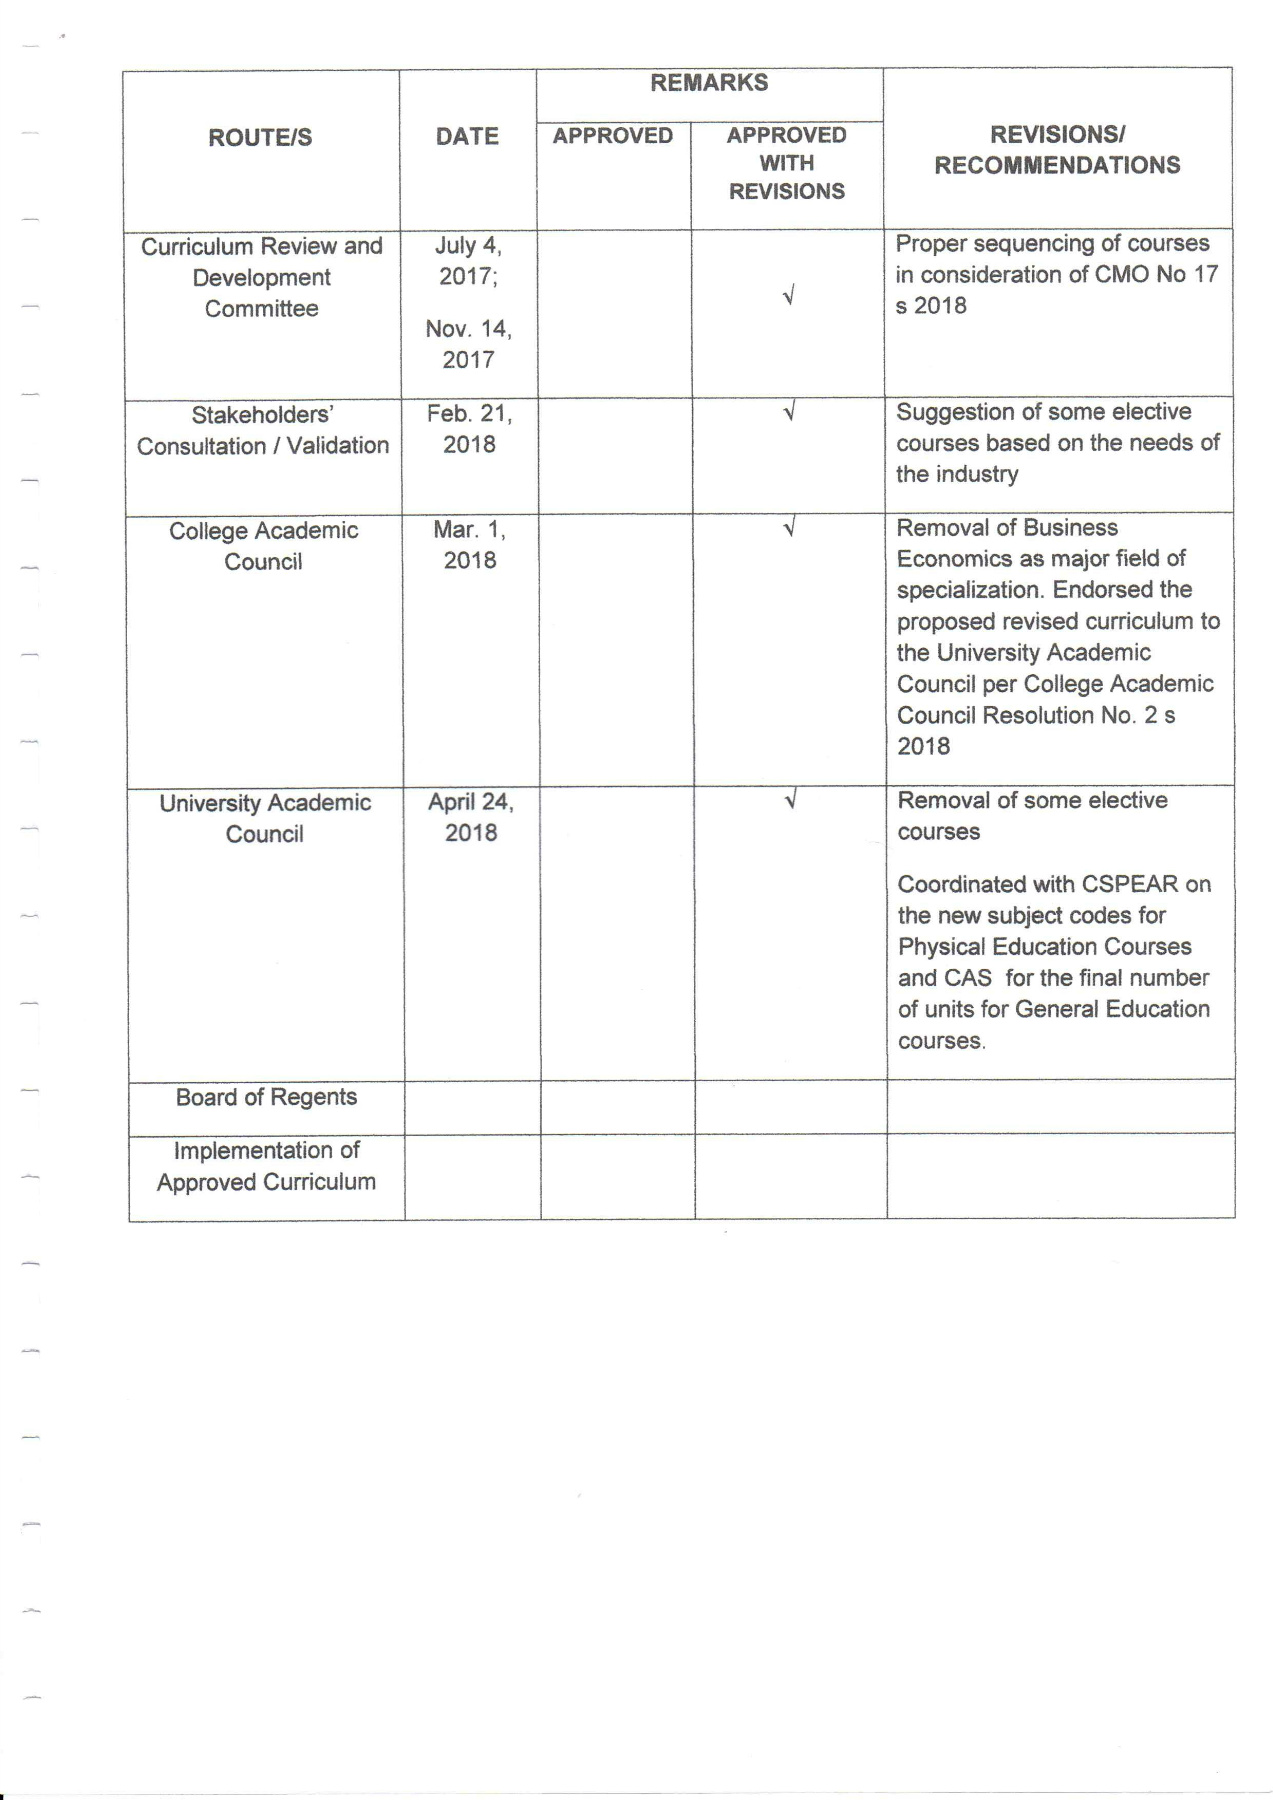 REMARKS
ROUTE/S
DATE
APPROVED
APPROVED
WITH
REVISIONS
REVISIONS/
RECOMMENDATIONS
Curriculum Review and
Development
Committee
July 4,
2017;
Nov. 14,
2017
√
Proper sequencing of courses
in consideration of CMO No 17
s 2018
Stakeholders’
Consultation / Validation
Feb. 21,
2018
√
Suggestion of some elective
courses based on the needs of
the industry
College Academic
Council
Mar. 1,
2018
√
Removal of Business
Economics as major field of
specialization. Endorsed the
proposed revised curriculum to
the University Academic
Council per College Academic
Council Resolution No. 2 s
2018
University Academic
Council
April 24,
2018
√
Removal of some elective
courses
Coordinated with CSPEAR on
the new subject codes for
Physical Education Courses
and CAS  for the final number
of units for General Education
courses.
Board of Regents
Implementation of
Approved Curriculum